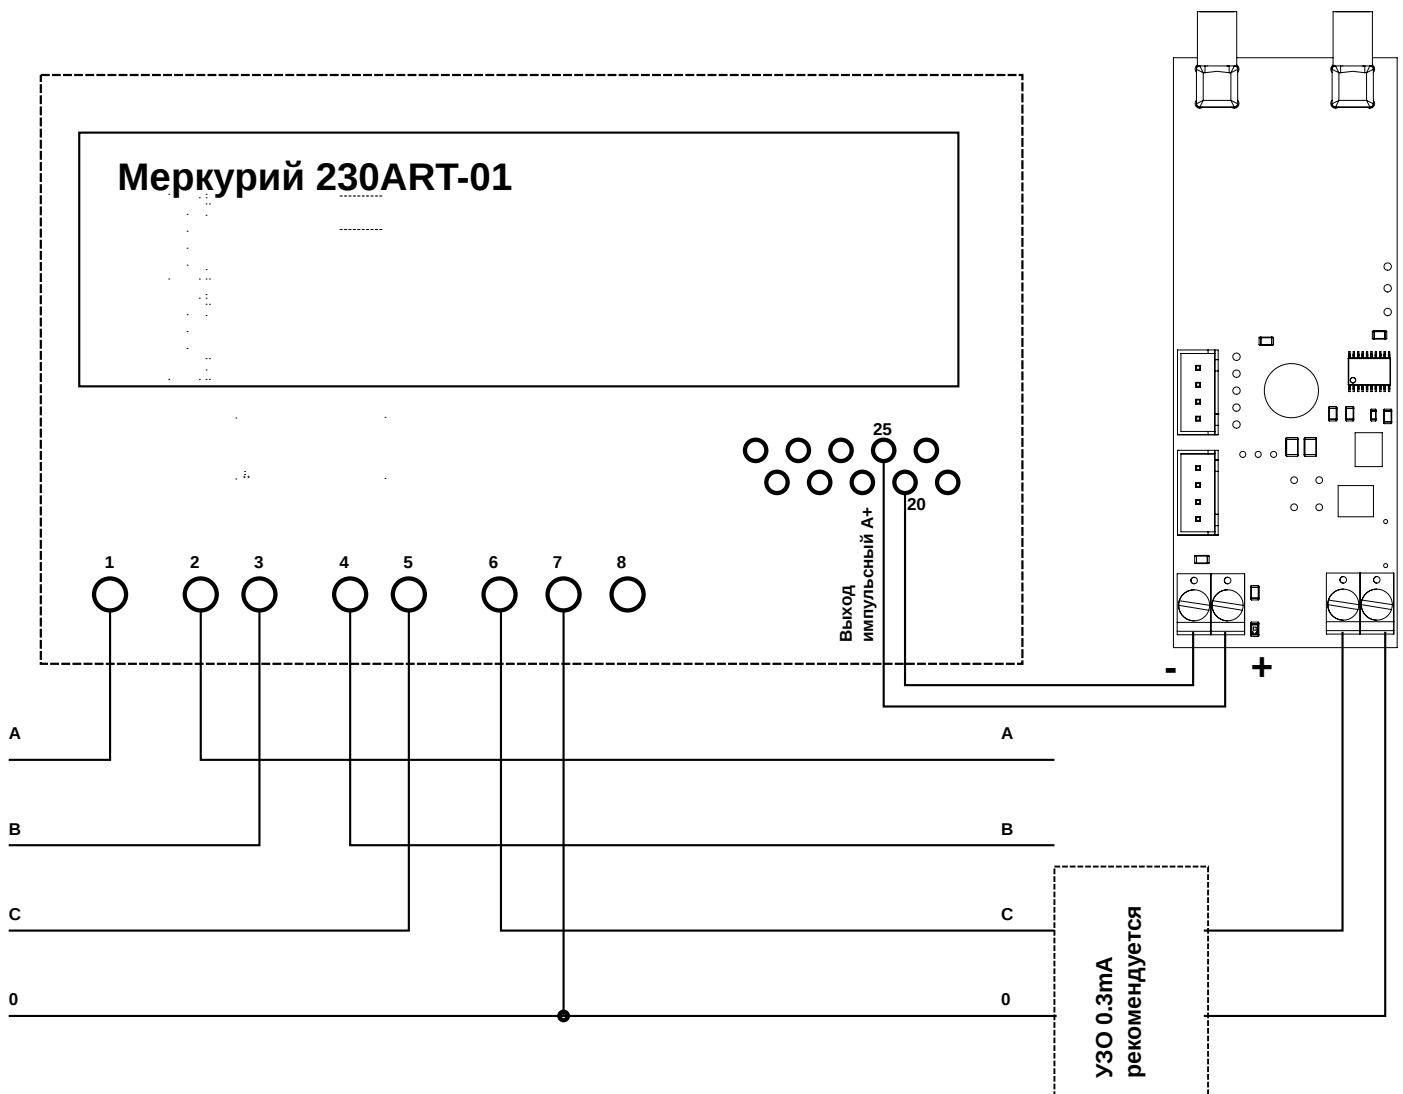 Меркурий 230ART-01
25
20
Выход
импульсный А+
1 2 3 4 5 6 7 8
- +
A A
B B
C C
0 0
УЗО 0.3mA
рекомендуется